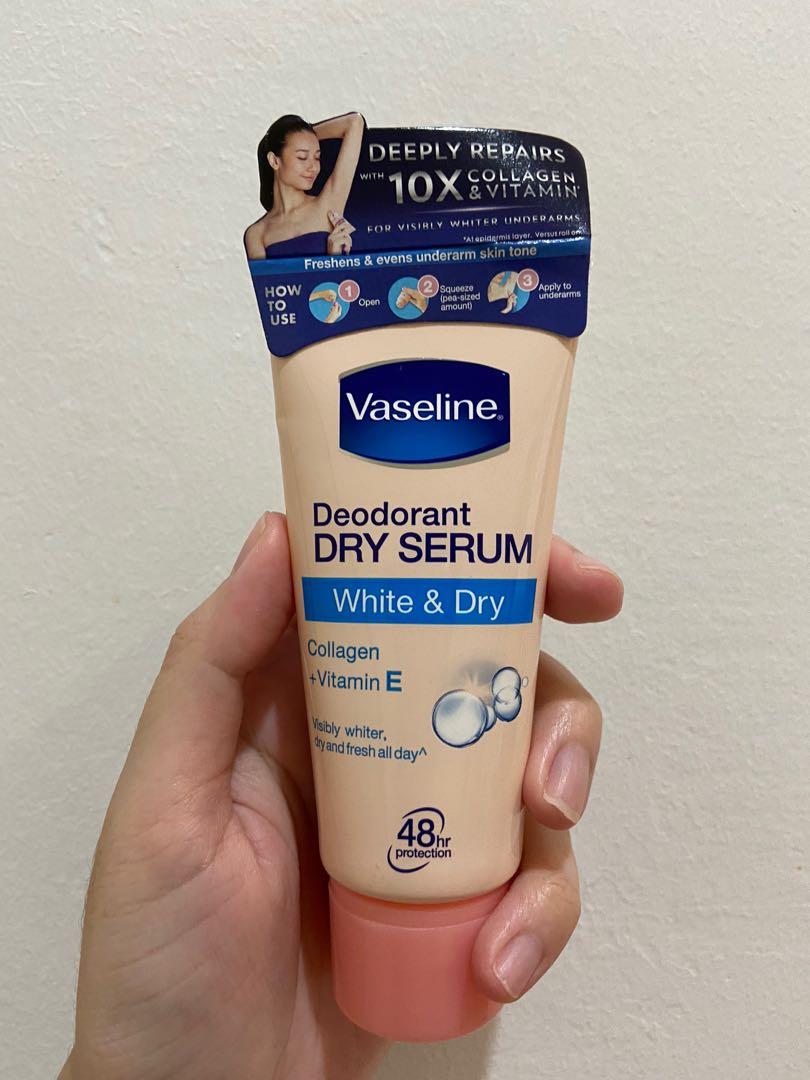 DEEPLY REPAIRS
WITH 10X COLLAGEN & VITAMIN*
FOR VISIBLY WHITER UNDERARMS
*At epidermis layer. Versus roll on
Freshens & evens underarm skin tone
HOW TO USE
1 Open
2 Squeeze (pea-sized amount)
3 Apply to underarms
Vaseline®
Deodorant
DRY SERUM
White & Dry
Collagen
+Vitamin E
Visibly whiter,
dry and fresh all day^
48hr
protection